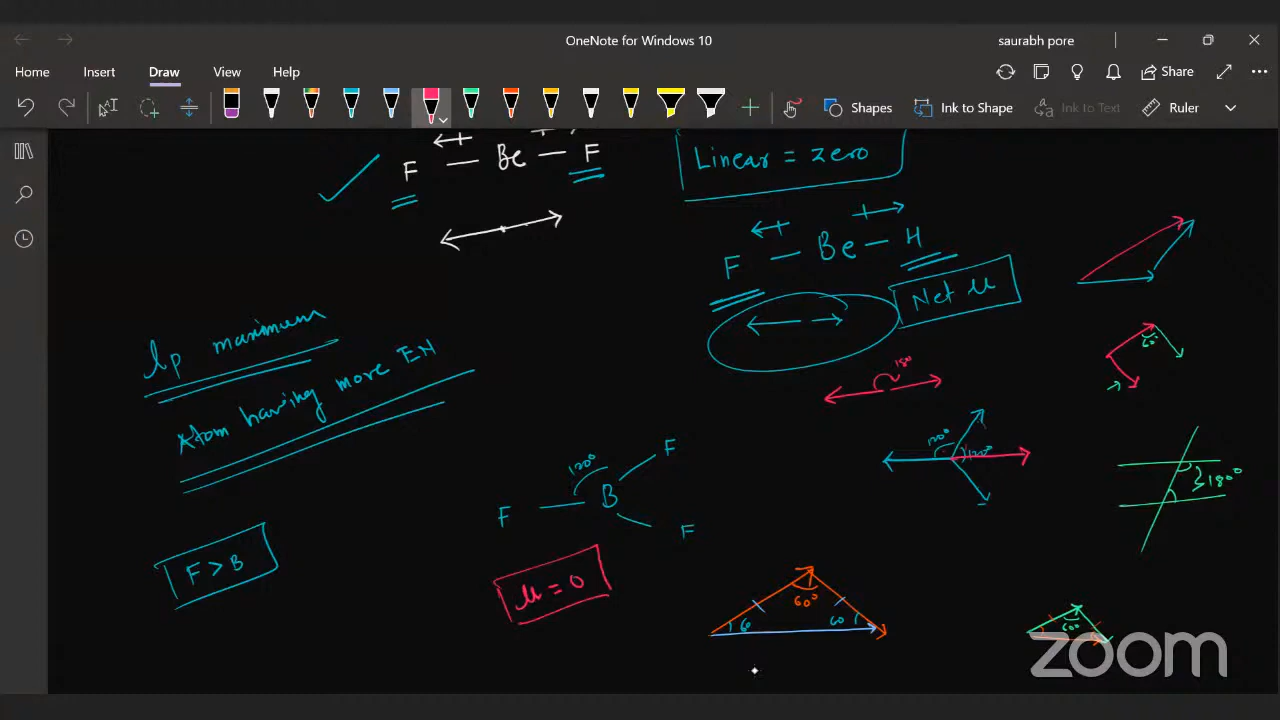 OneNote for Windows 10
saurabh pore
Home Insert Draw View Help
Share
Shapes
Ink to Shape
Ink to Text
Ruler
F — Be — F
Linear = zero
F — Be — H
Net μ
lp maximum
Atom having more EN
180
60°
120°
120°
180°
120°
F
B
F
F
F > B
μ = 0
60°
60
60
60°
zoom